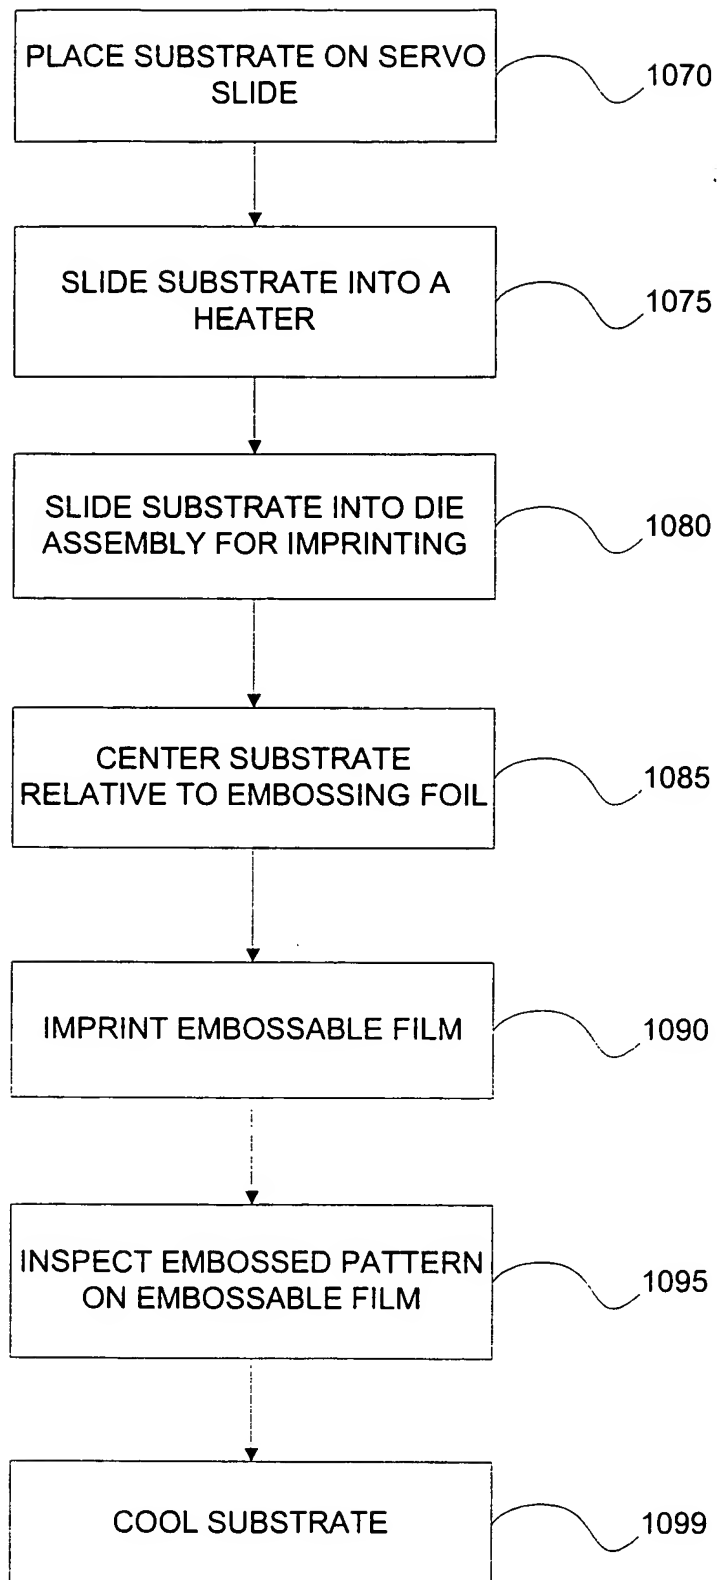 PLACE SUBSTRATE ON SERVO
SLIDE
1070
SLIDE SUBSTRATE INTO A
HEATER
1075
SLIDE SUBSTRATE INTO DIE
ASSEMBLY FOR IMPRINTING
1080
CENTER SUBSTRATE
RELATIVE TO EMBOSSING FOIL
1085
IMPRINT EMBOSSABLE FILM
1090
INSPECT EMBOSSED PATTERN
ON EMBOSSABLE FILM
1095
COOL SUBSTRATE
1099